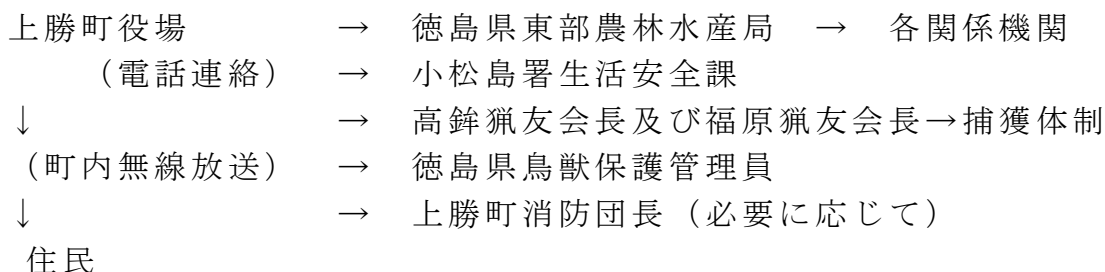 上勝町役場　→　徳島県東部農林水産局　→　各関係機関
（電話連絡）　→　小松島署生活安全課
↓　→　高鉾猟友会長及び福原猟友会長→捕獲体制
（町内無線放送）　→　徳島県鳥獣保護管理員
↓　→　上勝町消防団長（必要に応じて）
住民